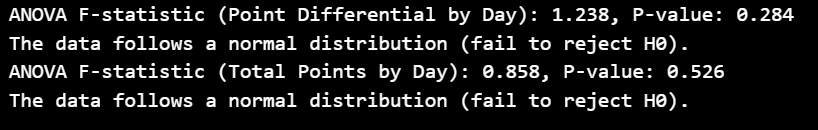 ANOVA F-statistic (Point Differential by Day): 1.238, P-value: 0.284
The data follows a normal distribution (fail to reject H0).
ANOVA F-statistic (Total Points by Day): 0.858, P-value: 0.526
The data follows a normal distribution (fail to reject H0).